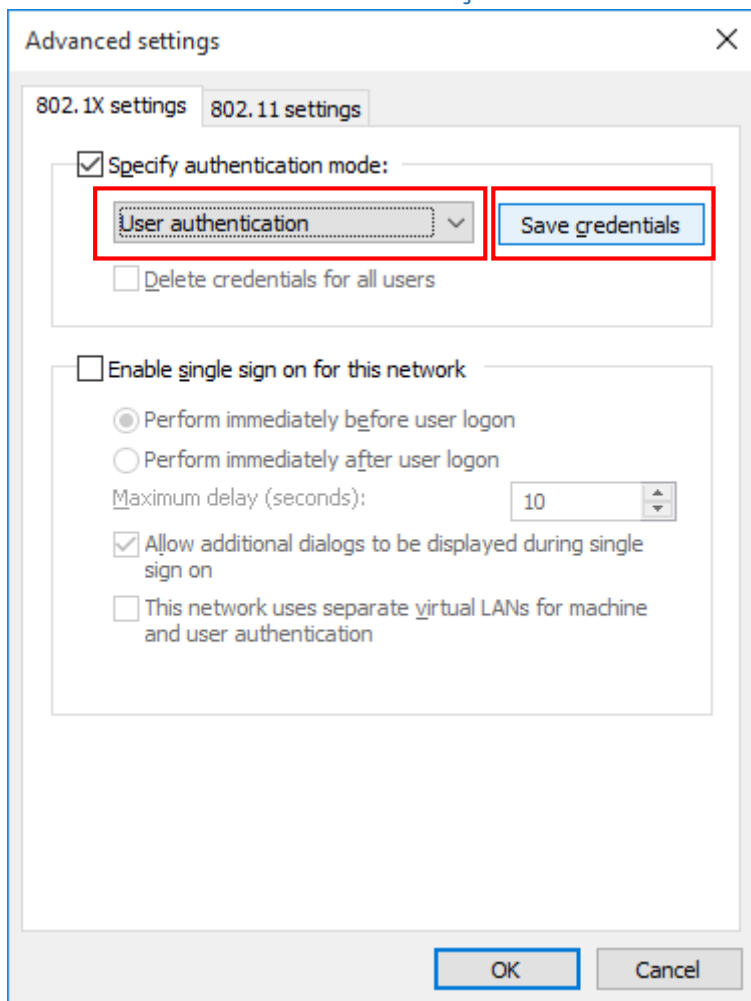 Advanced settings
802.1X settings
802.11 settings
Specify authentication mode:
User authentication
Save credentials
Delete credentials for all users
Enable single sign on for this network
Perform immediately before user logon
Perform immediately after user logon
Maximum delay (seconds):
10
Allow additional dialogs to be displayed during single
sign on
This network uses separate virtual LANs for machine
and user authentication
OK
Cancel